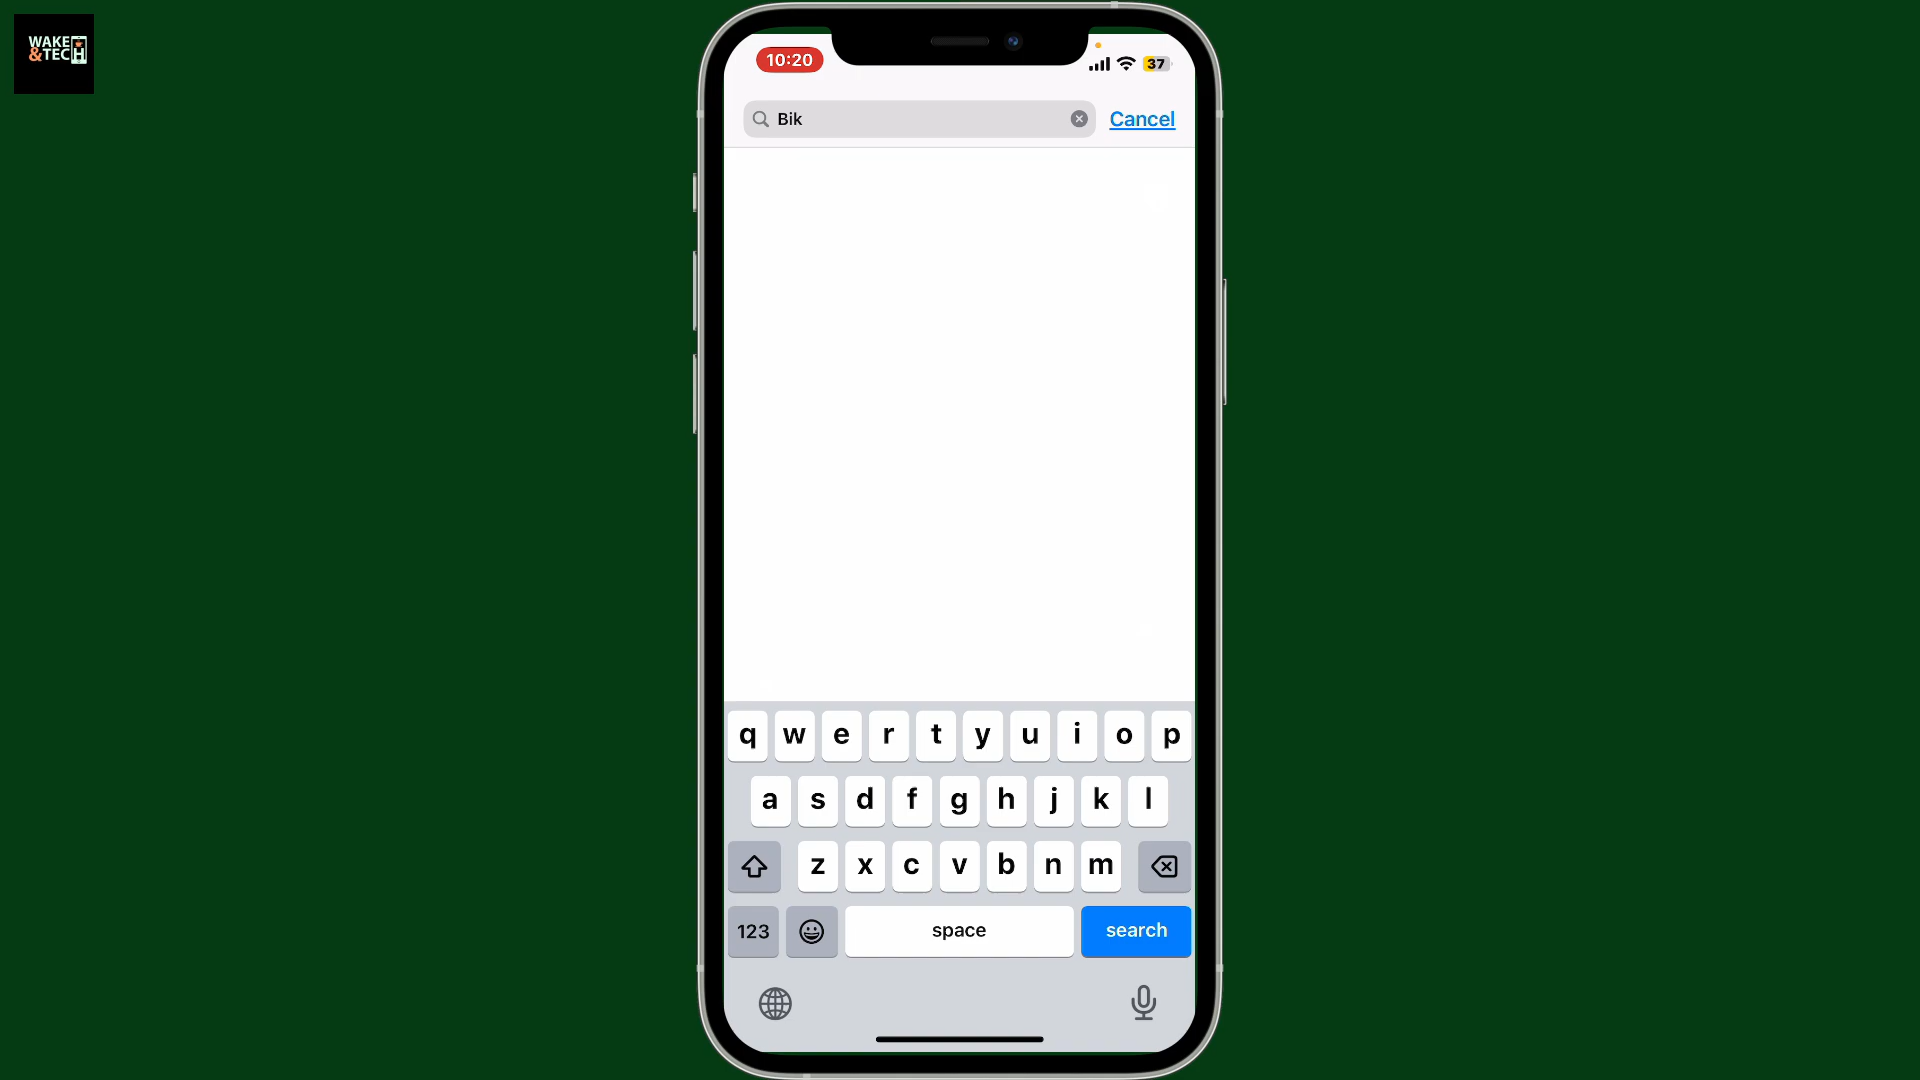 WAKE
&TECH
10:20
37
Bik
Cancel
q w e r t y u i o p
a s d f g h j k l
z x c v b n m
123 space search